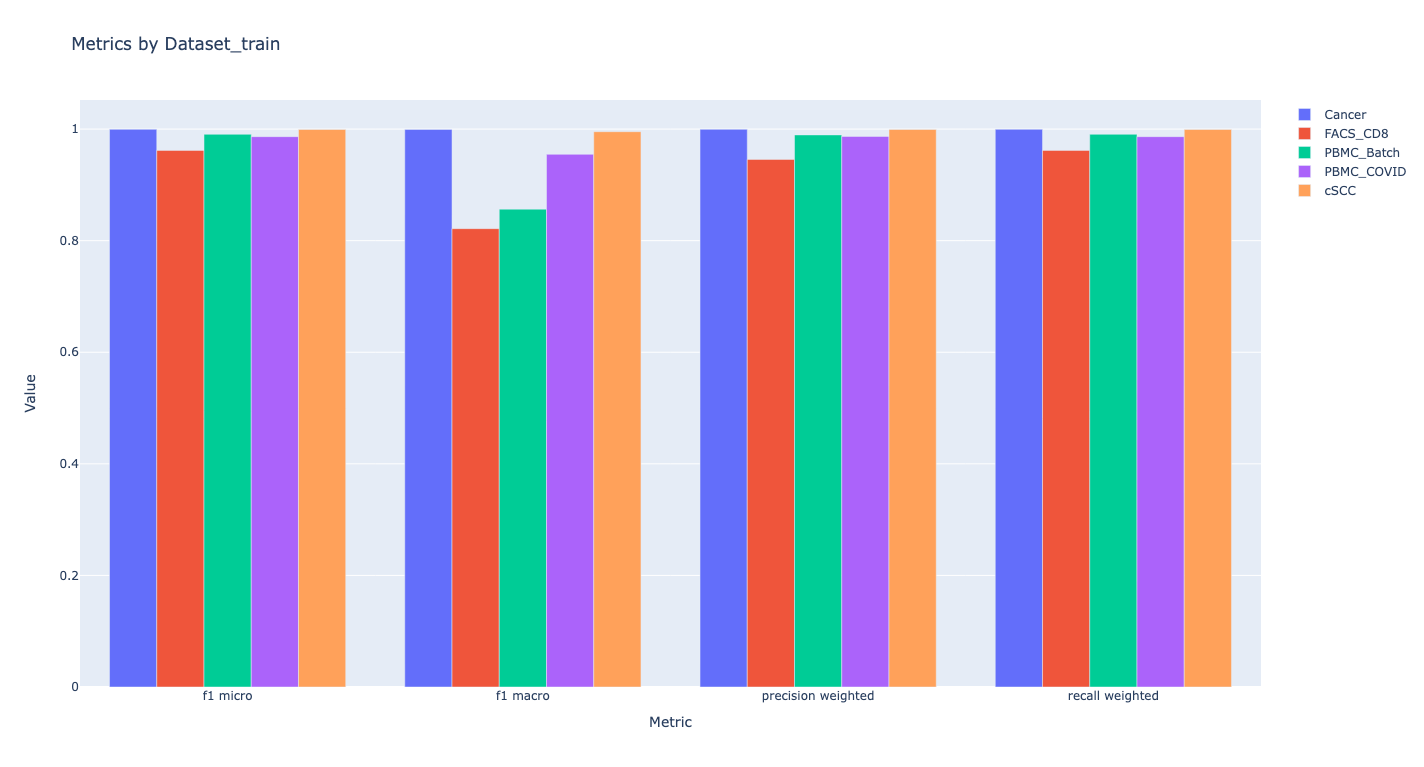 Metrics by Dataset_train
Cancer
FACS_CD8
PBMC_Batch
PBMC_COVID
cSCC
Value
1
0.8
0.6
0.4
0.2
0
f1 micro
f1 macro
precision weighted
recall weighted
Metric